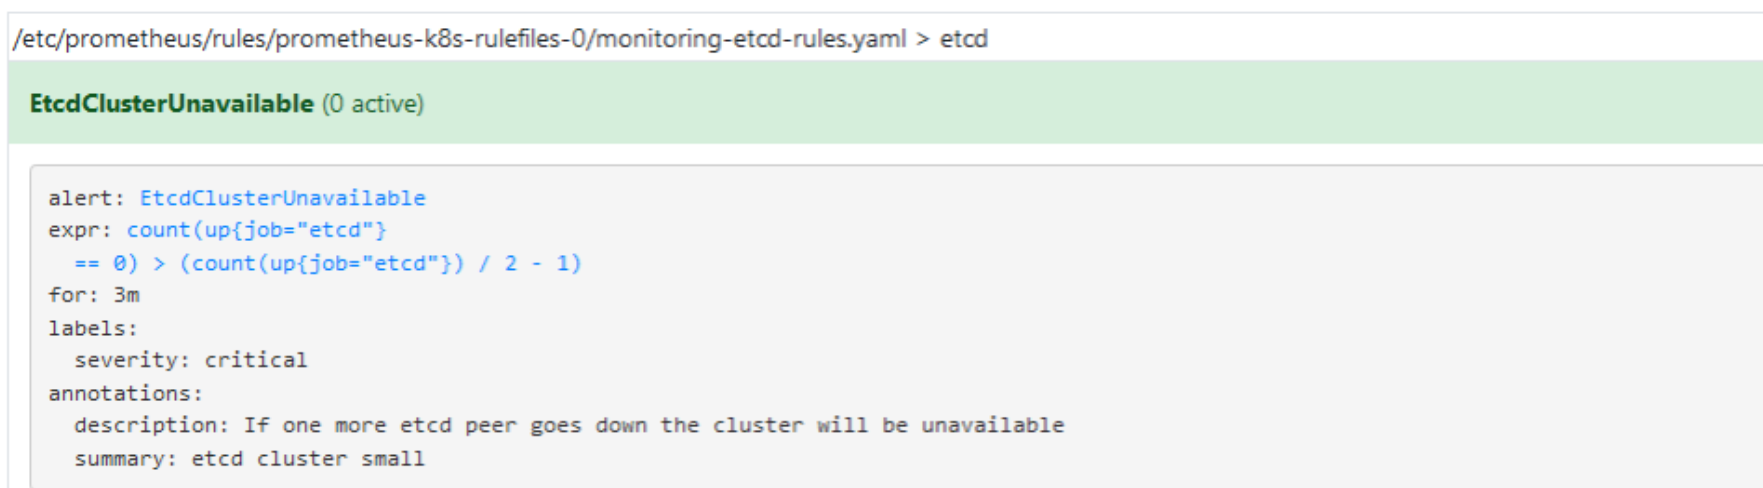 /etc/prometheus/rules/prometheus-k8s-rulefiles-0/monitoring-etcd-rules.yaml > etcd
EtcdClusterUnavailable (0 active)
alert: EtcdClusterUnavailable
expr: count(up{job="etcd"}
  == 0) > (count(up{job="etcd"}) / 2 - 1)
for: 3m
labels:
  severity: critical
annotations:
  description: If one more etcd peer goes down the cluster will be unavailable
  summary: etcd cluster small